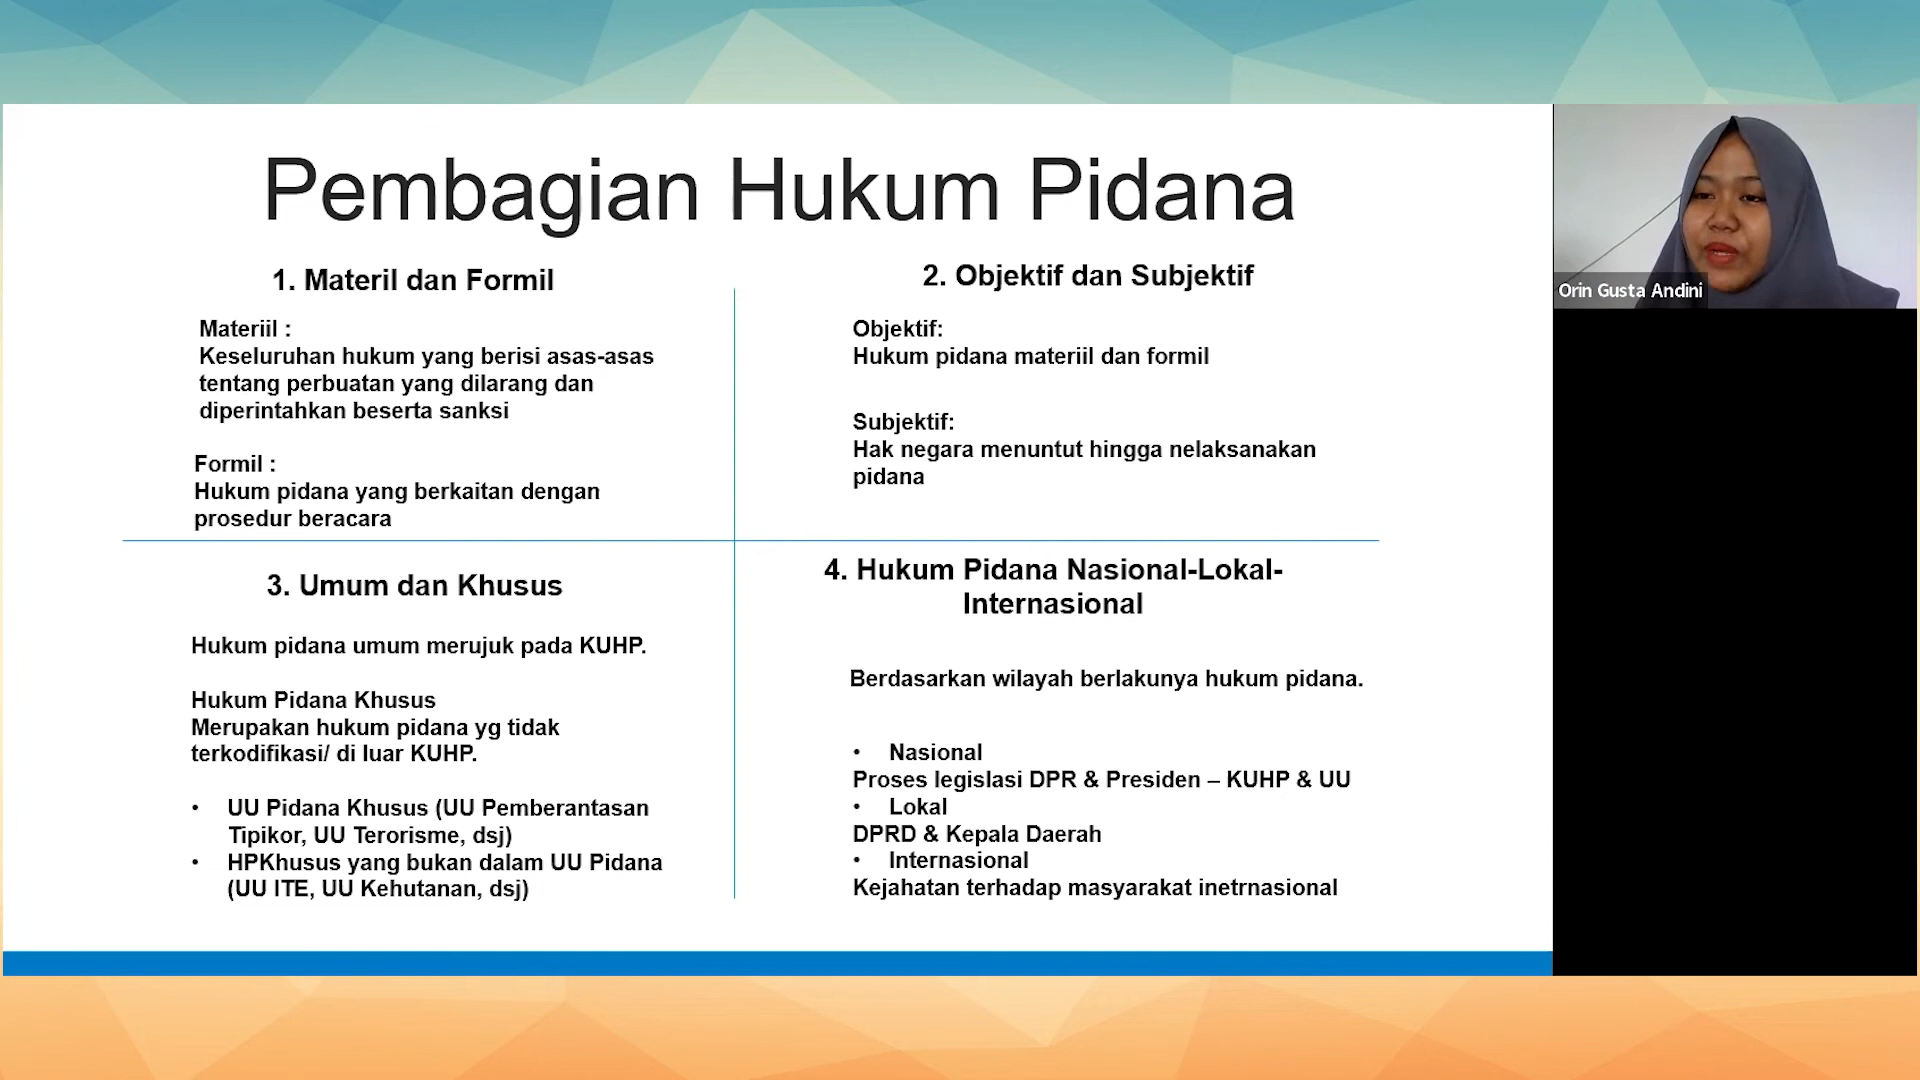 Pembagian Hukum Pidana
1. Materil dan Formil
Materiil :
Keseluruhan hukum yang berisi asas-asas
tentang perbuatan yang dilarang dan
diperintahkan beserta sanksi
Formil :
Hukum pidana yang berkaitan dengan
prosedur beracara
2. Objektif dan Subjektif
Objektif:
Hukum pidana materiil dan formil
Subjektif:
Hak negara menuntut hingga nelaksanakan
pidana
3. Umum dan Khusus
Hukum pidana umum merujuk pada KUHP.
Hukum Pidana Khusus
Merupakan hukum pidana yg tidak
terkodifikasi/ di luar KUHP.
• UU Pidana Khusus (UU Pemberantasan
Tipikor, UU Terorisme, dsj)
• HPKhusus yang bukan dalam UU Pidana
(UU ITE, UU Kehutanan, dsj)
4. Hukum Pidana Nasional-Lokal-
Internasional
Berdasarkan wilayah berlakunya hukum pidana.
• Nasional
Proses legislasi DPR & Presiden – KUHP & UU
• Lokal
DPRD & Kepala Daerah
• Internasional
Kejahatan terhadap masyarakat inetrnasional
Orin Gusta Andini